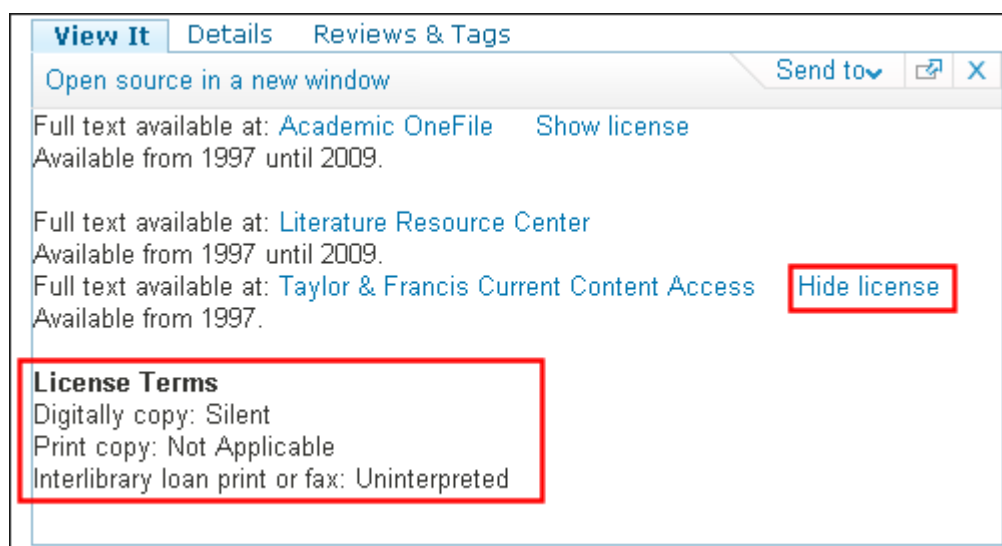 View It Details Reviews & Tags
Open source in a new window Send to
Full text available at: Academic OneFile Show license
Available from 1997 until 2009.
Full text available at: Literature Resource Center
Available from 1997 until 2009.
Full text available at: Taylor & Francis Current Content Access Hide license
Available from 1997.
License Terms
Digitally copy: Silent
Print copy: Not Applicable
Interlibrary loan print or fax: Uninterpreted